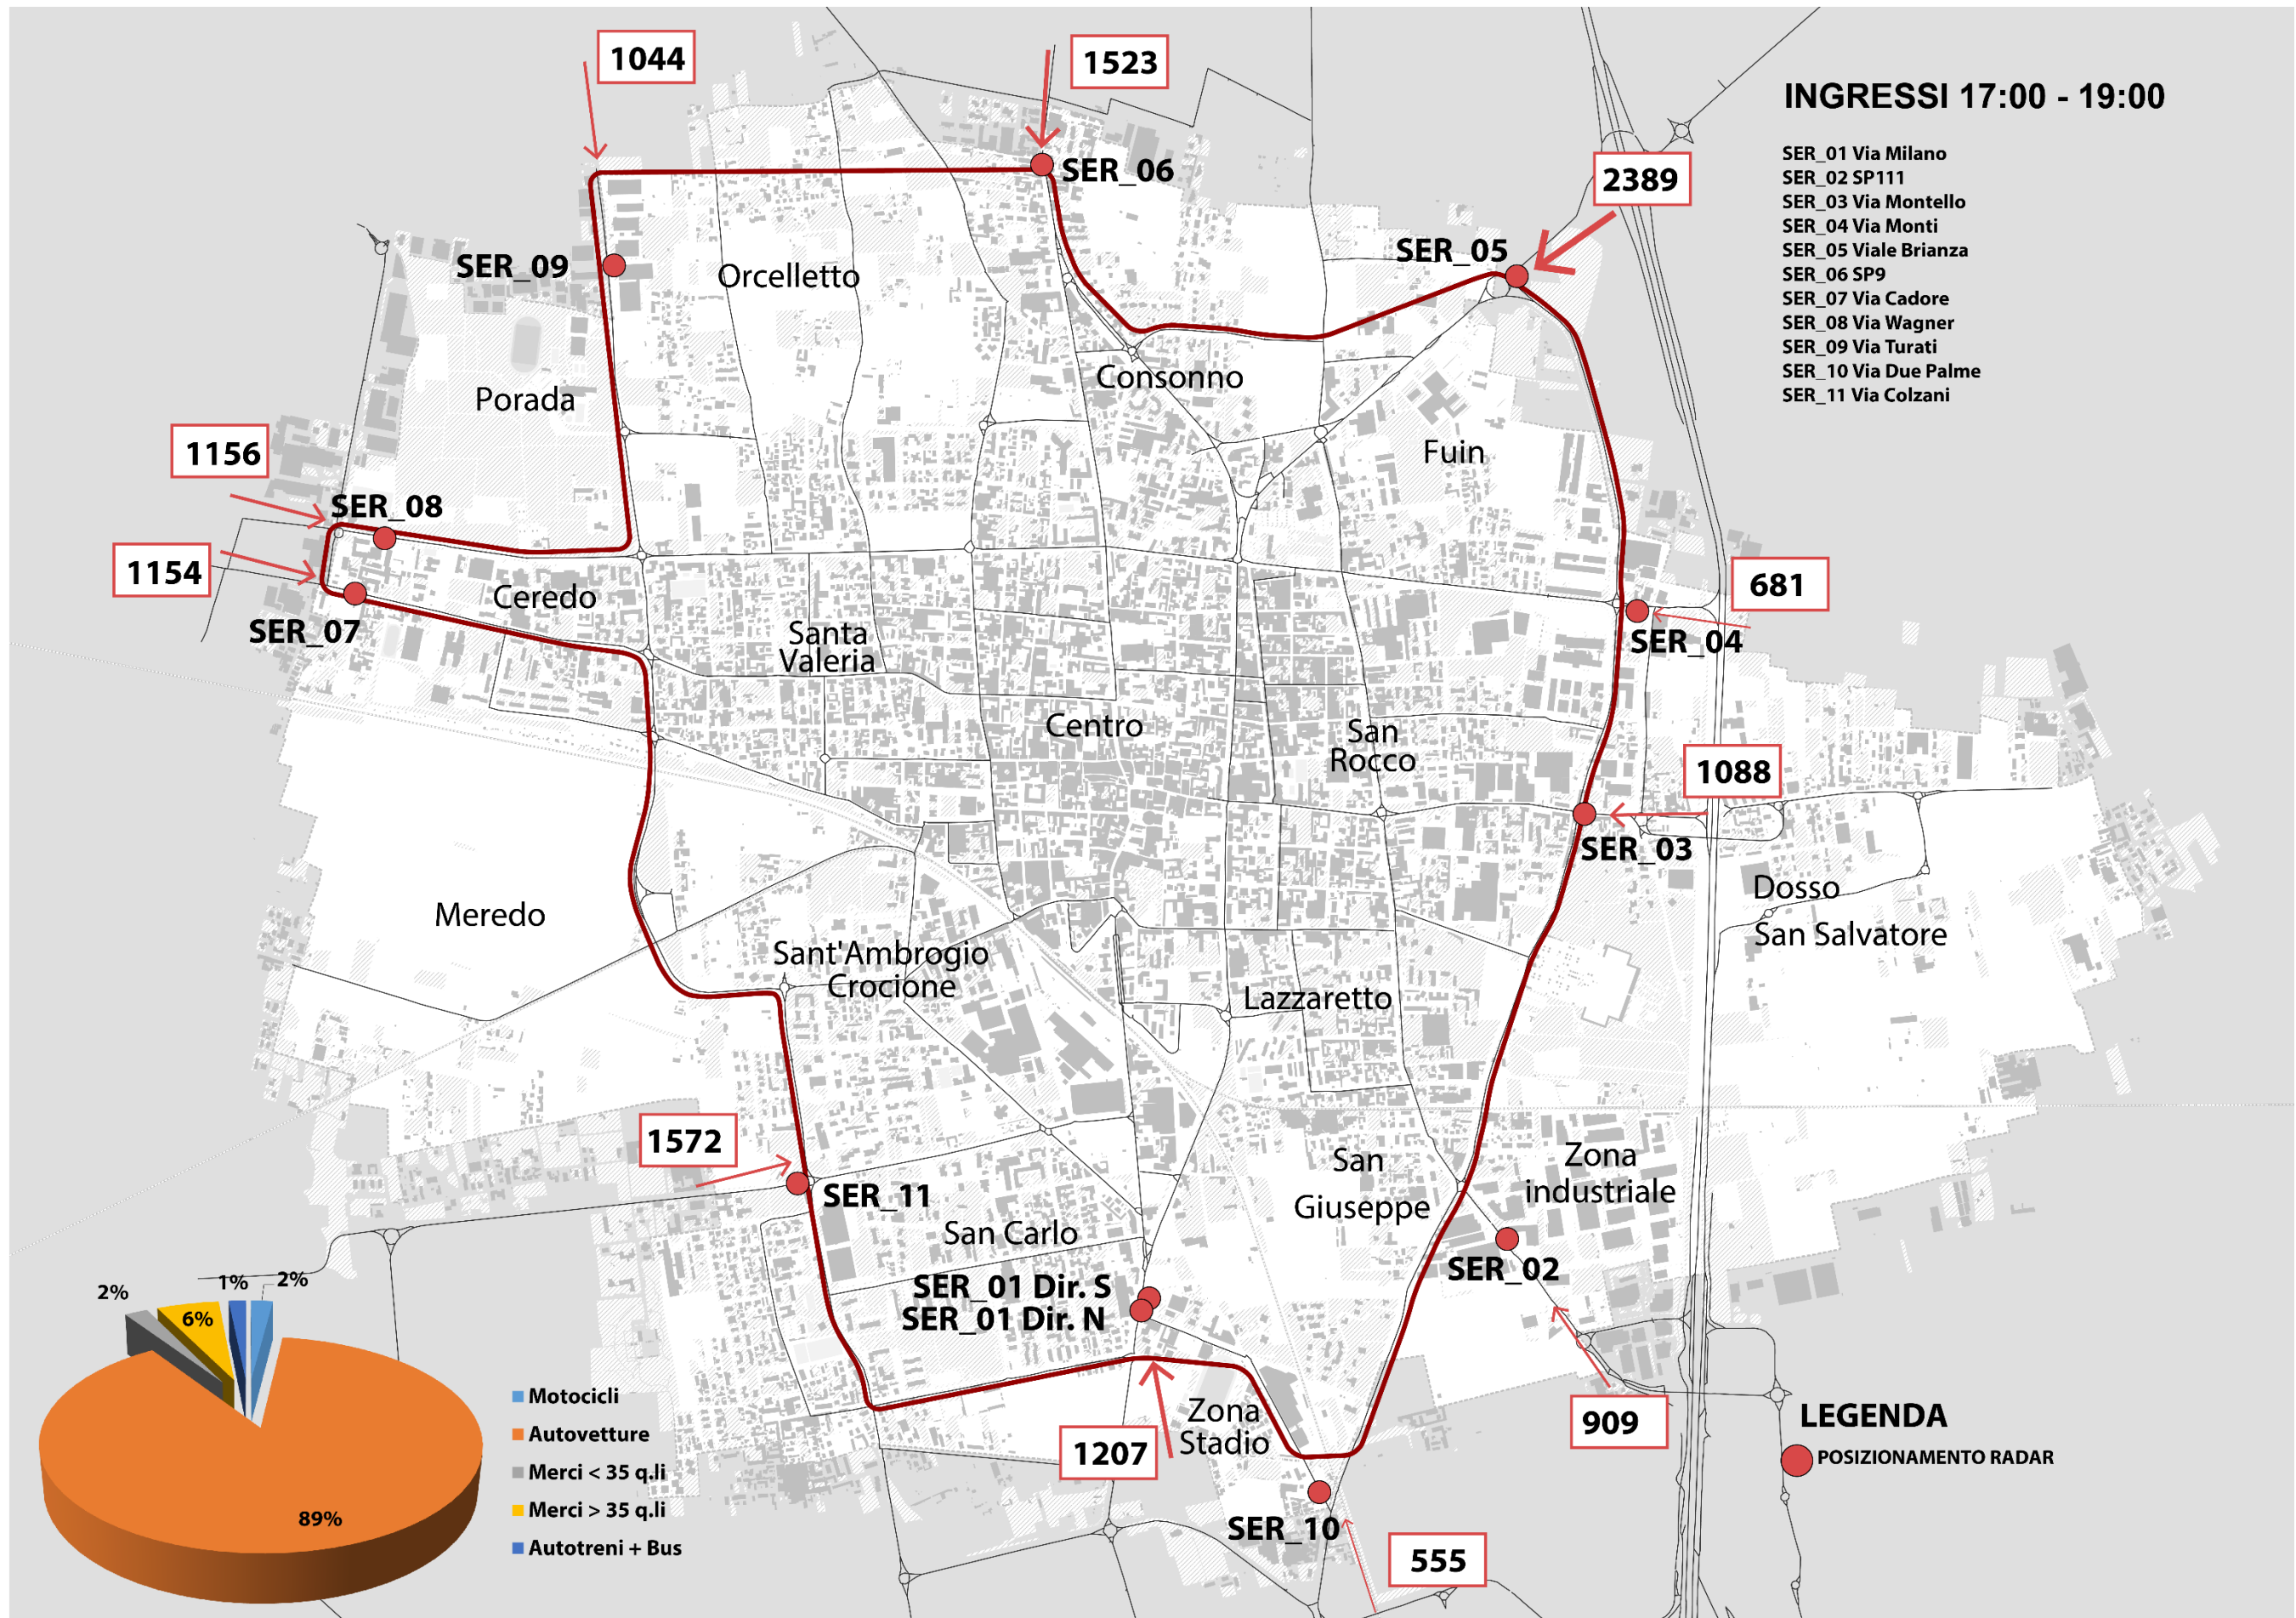 1044
1523
INGRESSI 17:00 - 19:00
SER_01 Via Milano
SER_02 SP111
SER_03 Via Montello
SER_04 Via Monti
SER_05 Viale Brianza
SER_06 SP9
SER_07 Via Cadore
SER_08 Via Wagner
SER_09 Via Turati
SER_10 Via Due Palme
SER_11 Via Colzani
2389
SER_06
SER_05
SER_09
Orcelletto
Consonno
Porada
1156
Fuin
SER_08
1154
681
Ceredo
SER_07
Santa
Valeria
SER_04
Centro
San
Rocco
1088
SER_03
Dosso
San Salvatore
Meredo
Sant'Ambrogio
Crocione
Lazzaretto
1572
San
Giuseppe
Zona
industriale
SER_11
San Carlo
SER_02
SER_01 Dir. S
SER_01 Dir. N
2%
6%
1%
2%
89%
Motocicli
Autovetture
Merci < 35 q.li
Merci > 35 q.li
Autotreni + Bus
1207
Zona
Stadio
909
LEGENDA
POSIZIONAMENTO RADAR
SER_10
555